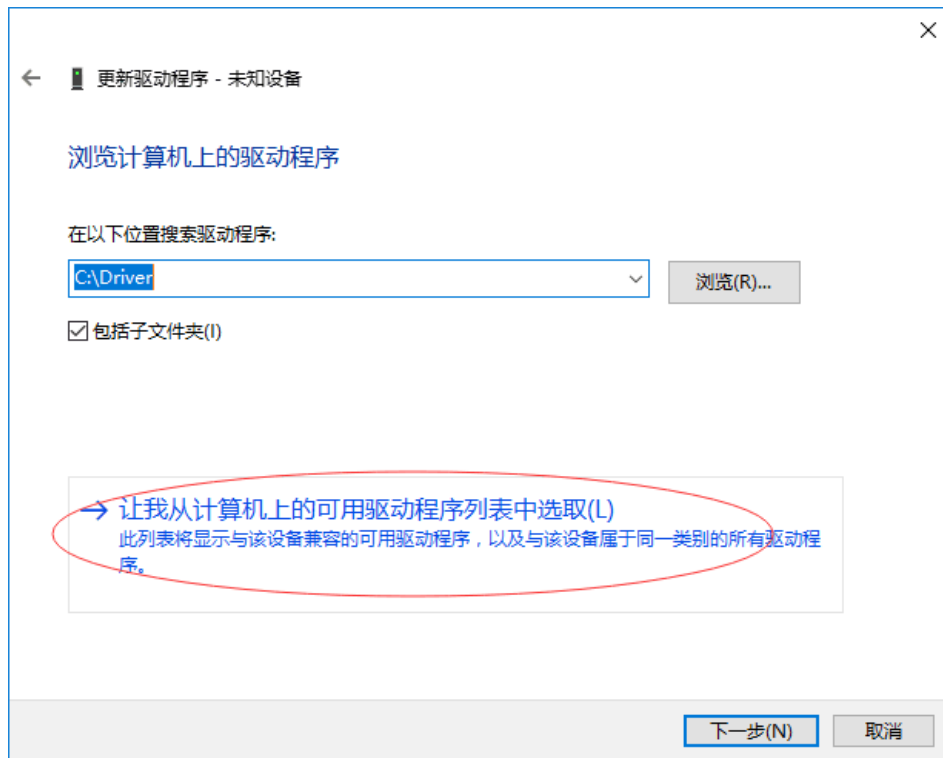 更新驱动程序 - 未知设备
浏览计算机上的驱动程序
在以下位置搜索驱动程序:
C:\Driver
浏览(R)...
包括子文件夹(I)
让我从计算机上的可用驱动程序列表中选取(L)
此列表将显示与该设备兼容的可用驱动程序，以及与该设备属于同一类别的所有驱动程
序。
下一步(N)
取消